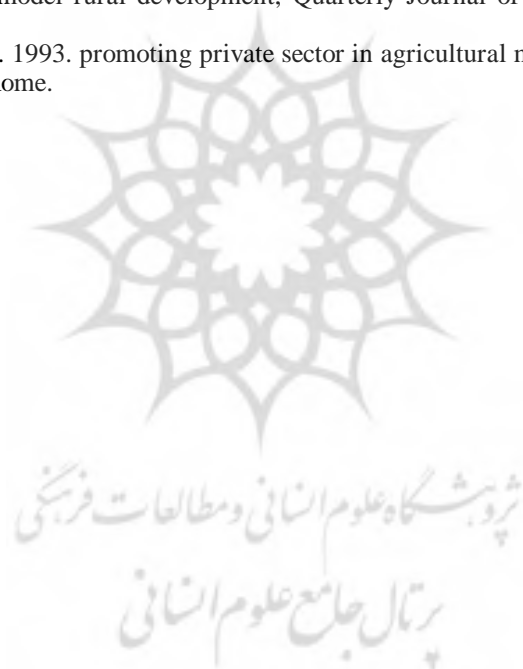 model rural development, Quarterly Journal of
. 1993. promoting private sector in agricultural
ome.
پژوهشگاه علوم انسانی و مطالعات فرهنگی
پرتال جامع علوم انسانی